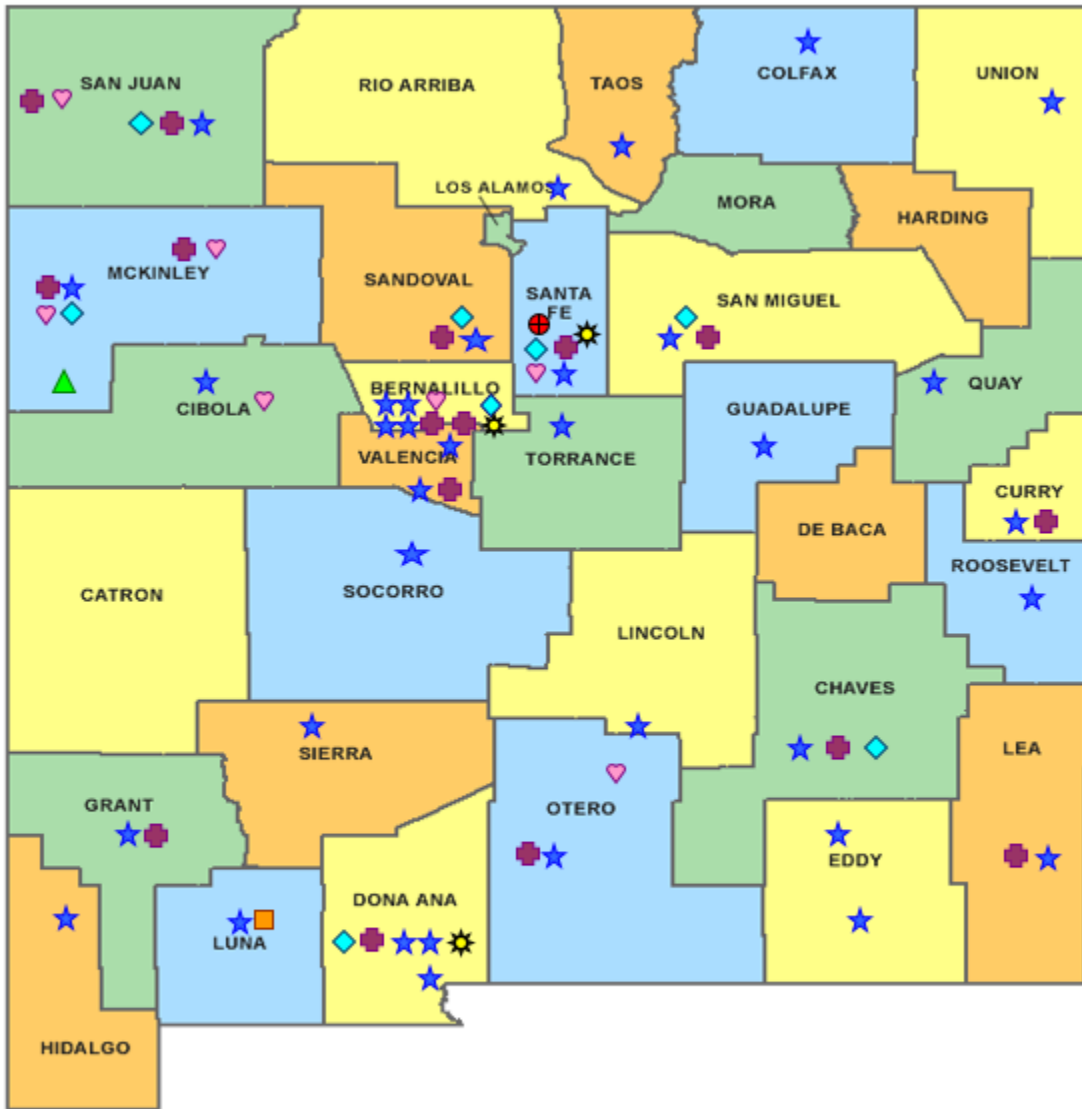 COLFAX
UNION
SAN JUAN
RIO ARRIBA
TAOS
LOS ALAMOS
MORA
HARDING
MCKINLEY
SANDOVAL
SANTA
FE
SAN MIGUEL
QUAY
BERNALILLO
CIBOLA
GUADALUPE
VALENCIA
TORRANCE
CURRY
DE BACA
ROOSEVELT
CATRON
SOCORRO
LINCOLN
CHAVES
SIERRA
LEA
GRANT
OTERO
EDDY
DONA ANA
LUNA
HIDALGO